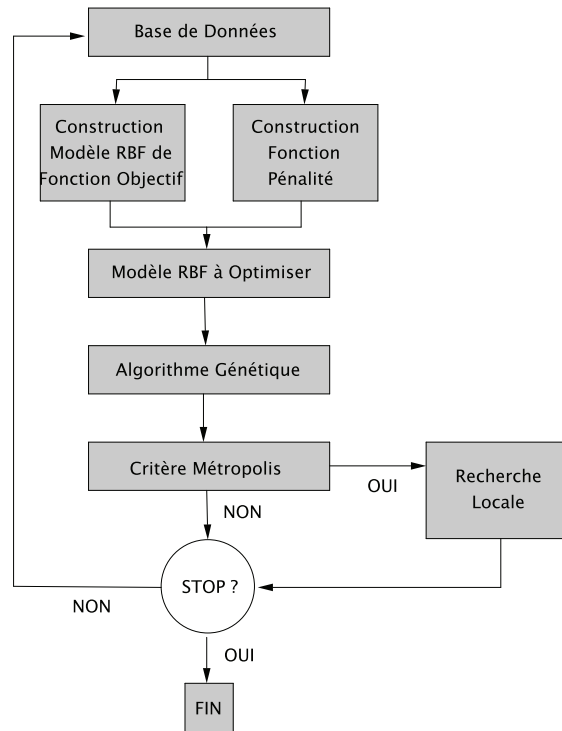 Base de Données
Construction
Modèle RBF de
Fonction Objectif
Construction
Fonction
Pénalité
Modèle RBF à Optimiser
Algorithme Génétique
Critère Métropolis
OUI
Recherche
Locale
NON
STOP ?
NON
OUI
FIN